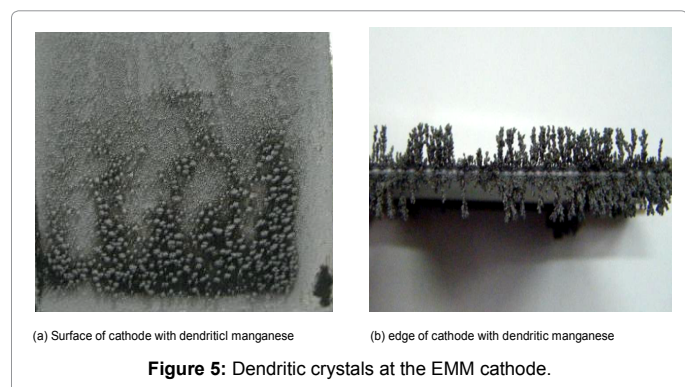 (a) Surface of cathode with dendriticl manganese
(b) edge of cathode with dendritic manganese
Figure 5: Dendritic crystals at the EMM cathode.